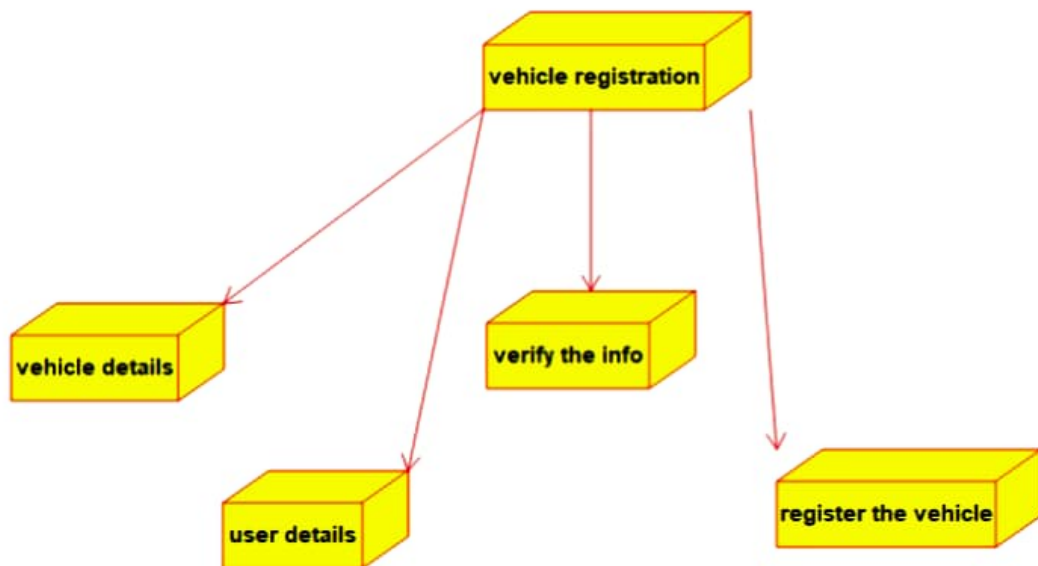 vehicle registration
vehicle details
verify the info
user details
register the vehicle